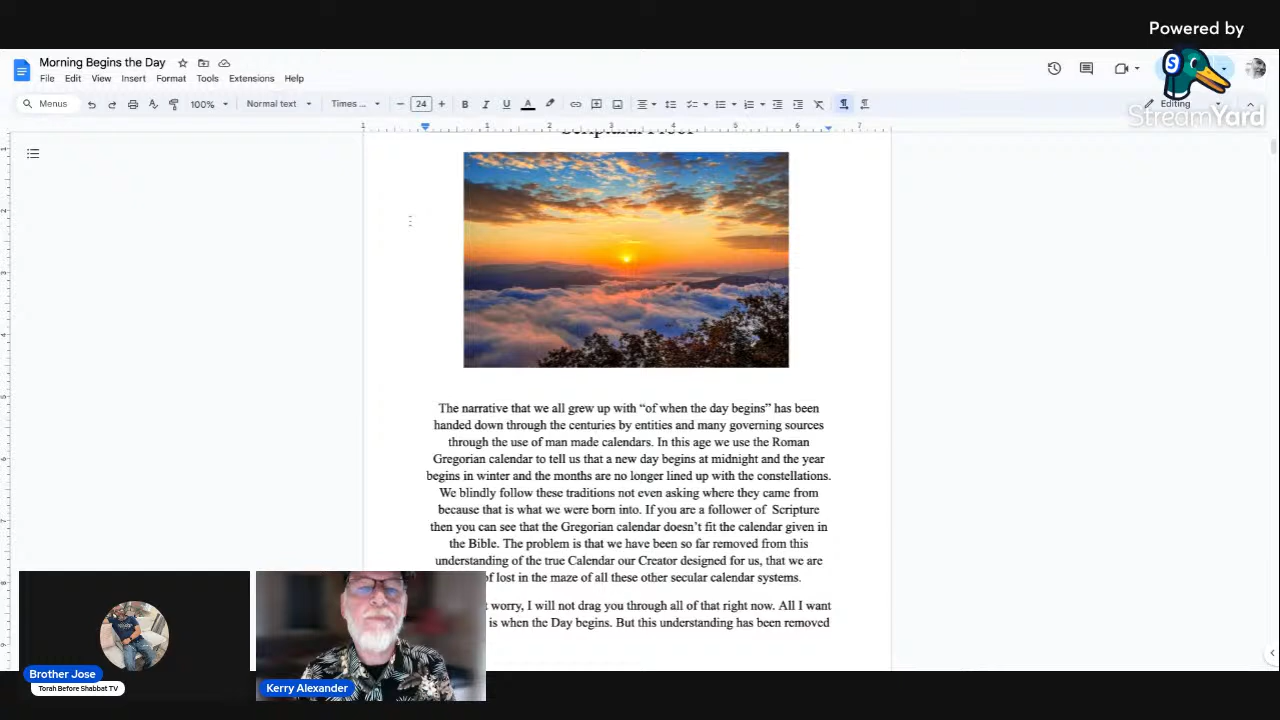 Powered by
StreamYard
Morning Begins the Day
File Edit View Insert Format Tools Extensions Help
Menus 100% Normal text Times ... 24 Editing
1 1 2 3 4 5 6 7
The narrative that we all grew up with “of when the day begins” has been
handed down through the centuries by entities and many governing sources
through the use of man made calendars. In this age we use the Roman
Gregorian calendar to tell us that a new day begins at midnight and the year
begins in winter and the months are no longer lined up with the constellations.
We blindly follow these traditions not even asking where they came from
because that is what we were born into. If you are a follower of Scripture
then you can see that the Gregorian calendar doesn’t fit the calendar given in
the Bible. The problem is that we have been so far removed from this
understanding of the true Calendar our Creator designed for us, that we are
of lost in the maze of all these other secular calendar systems.
worry, I will not drag you through all of that right now. All I want
is when the Day begins. But this understanding has been removed
Brother Jose
Torah Before Shabbat TV
Kerry Alexander